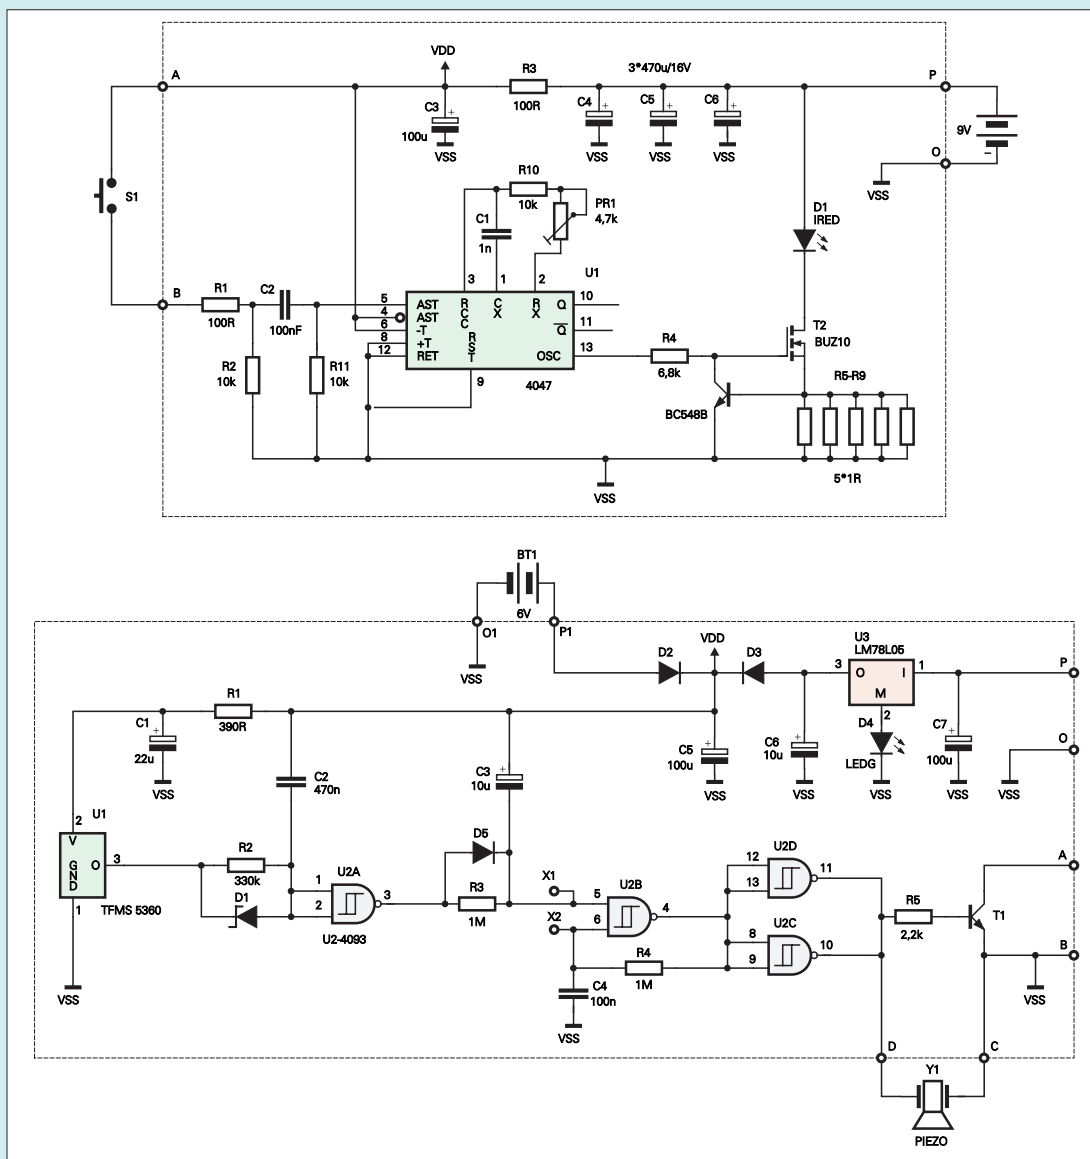 VDD
A
R3
3*470u/16V
P
C3
100R
C4
C5
C6
100u
9V
VSS
VSS
VSS
VSS
O
VSS
R10
S1
10k
PR1
4,7k
D1
IRED
C1
1n
3 1 2
U1
B
R1
C2
100R
100nF
5 AST
4 AST
6 -T
8 +T
12 RET
RCC
CX
RX
RST
Q 10
Q 11
OSC 13
9
4047
R4
6,8k
T2
BUZ10
R2
10k
R11
10k
R5-R9
BC548B
5*1R
VSS
BT1
6V
O1
P1
VSS
U3
LM78L05
VDD
D2
D3
3 O I 1
M
2
P
R1
390R
C1
22u
VSS
D4
LEDG
C7
100u
O
C5
100u
C6
10u
VSS
VSS
VSS
VSS
VSS
C2
470n
C3
10u
U1
2
V
GND
O 3
1
TFMS 5360
R2
330k
D1
U2A
1
2
3
U2-4093
D5
R3
1M
X1
X2
U2B
5
6
4
U2D
12
13
11
U2C
8
9
10
A
R5
2,2k
T1
B
R4
1M
C4
100n
VSS
VSS
VSS
D
C
Y1
PIEZO